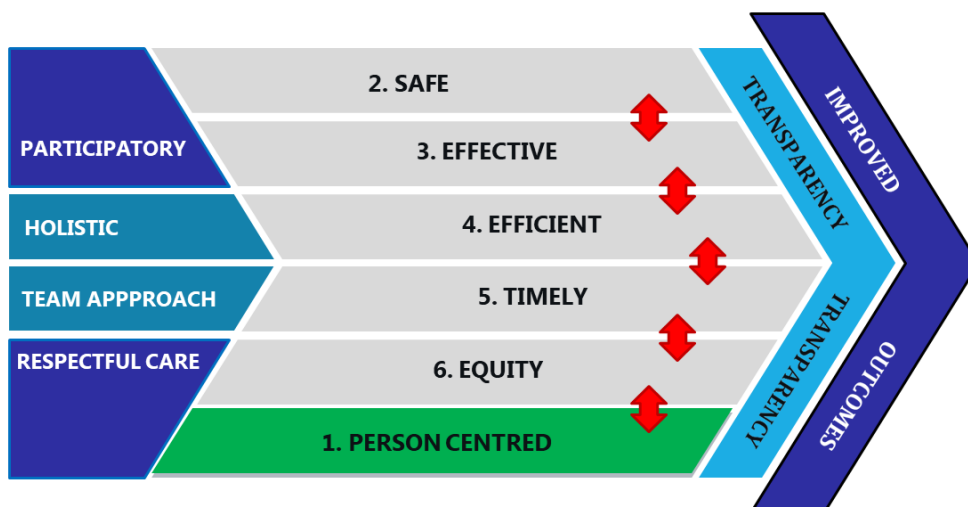 PARTICIPATORY
HOLISTIC
TEAM APPPROACH
RESPECTFUL CARE
2. SAFE
3. EFFECTIVE
4. EFFICIENT
5. TIMELY
6. EQUITY
1. PERSON CENTRED
TRANSPARENCY
TRANSPARENCY
IMPROVED
OUTCOMES